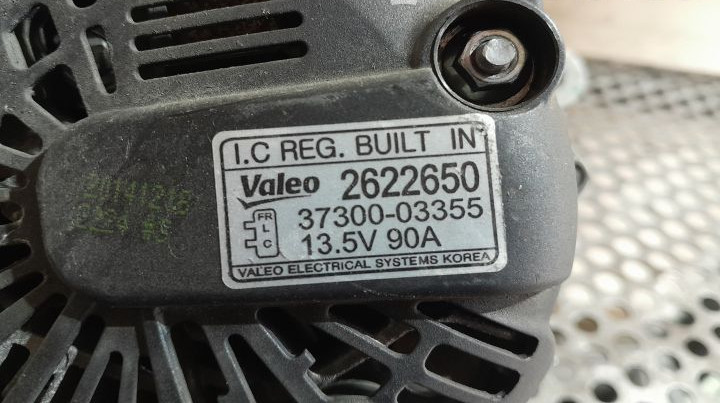 I.C REG. BUILT IN
Valeo 2622650
37300-03355
13.5V 90A
FR
L
C
VALEO ELECTRICAL SYSTEMS KOREA